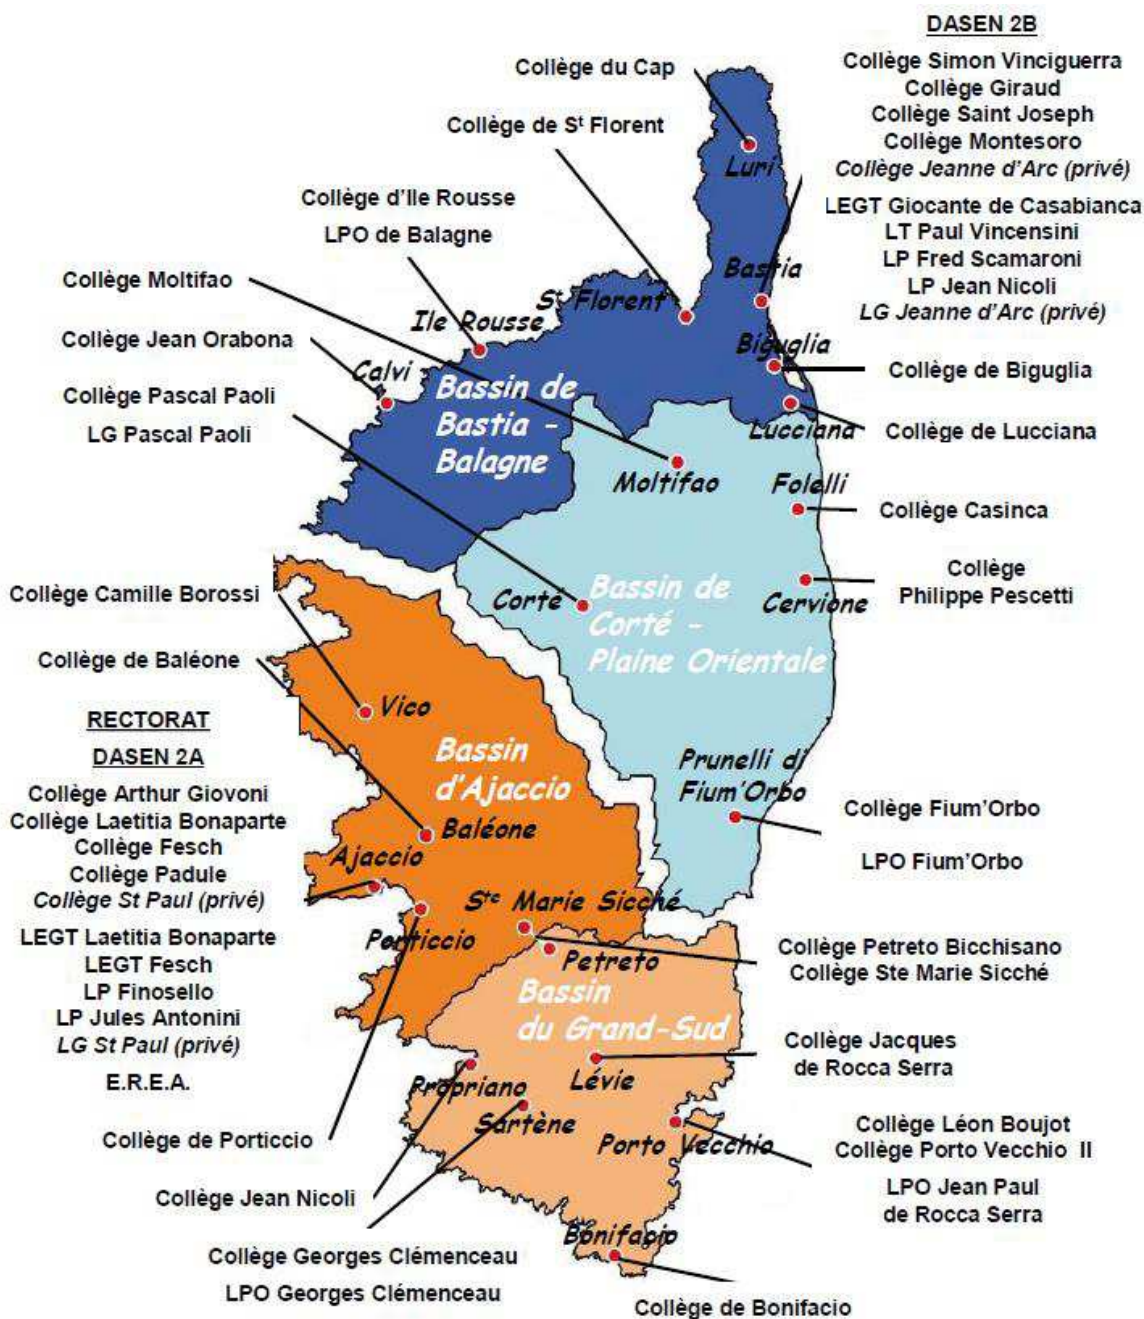 DASEN 2B
Collège Simon Vinciguerra
Collège Giraud
Collège Saint Joseph
Collège Montesoro
Collège Jeanne d'Arc (privé)
LEGT Giocante de Casabianca
LT Paul Vincensini
LP Fred Scamaroni
LP Jean Nicoli
LG Jeanne d'Arc (privé)
Collège du Cap
Collège de St Florent
Collège d'Ile Rousse
LPO de Balagne
Collège Moltifao
Collège Jean Orabona
Collège Pascal Paoli
LG Pascal Paoli
Luri
Bastia
St Florent
Ile Rousse
Biguglia
Calvi
Bassin de
Bastia -
Balagne
Lucciana
Collège de Biguglia
Collège de Lucciana
Moltifao
Folelli
Collège Casinca
Collège
Philippe Pescetti
Cervione
Corté
Bassin de
Corté -
Plaine Orientale
Prunelli di
Fium'Orbo
Collège Fium'Orbo
LPO Fium'Orbo
Collège Camille Borossi
Collège de Baléone
RECTORAT
DASEN 2A
Collège Arthur Giovoni
Collège Laetitia Bonaparte
Collège Fesch
Collège Padule
Collège St Paul (privé)
LEGT Laetitia Bonaparte
LEGT Fesch
LP Finosello
LP Jules Antonini
LG St Paul (privé)
E.R.E.A.
Vico
Bassin
d'Ajaccio
Baléone
Ajaccio
Ste Marie Sicché
Porticcio
Petreto
Collège Petreto Bicchisano
Collège Ste Marie Sicché
Bassin
du Grand-Sud
Collège Jacques
de Rocca Serra
Lévie
Propriano
Sartène
Porto Vecchio
Collège Léon Boujot
Collège Porto Vecchio II
LPO Jean Paul
de Rocca Serra
Collège de Porticcio
Collège Jean Nicoli
Collège Georges Clémenceau
LPO Georges Clémenceau
Bonifacio
Collège de Bonifacio